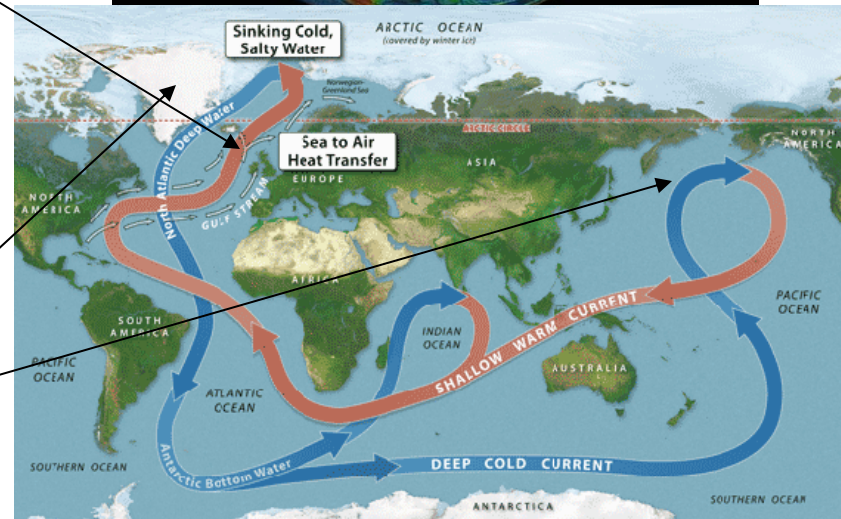 Sinking Cold,
Salty Water
ARCTIC OCEAN
(covered by winter ice)
Norwegian-
Greenland Sea
North Atlantic Deep Water
ARCTIC CIRCLE
Sea to Air
Heat Transfer
NORTH
AMERICA
ASIA
EUROPE
NORTH
AMERICA
GULF STREAM
AFRICA
INDIAN
OCEAN
SHALLOW WARM CURRENT
PACIFIC
OCEAN
SOUTH
AMERICA
PACIFIC
OCEAN
ATLANTIC
OCEAN
AUSTRALIA
Antarctic Bottom Water
DEEP COLD CURRENT
SOUTHERN OCEAN
SOUTHERN OCEAN
ANTARCTICA